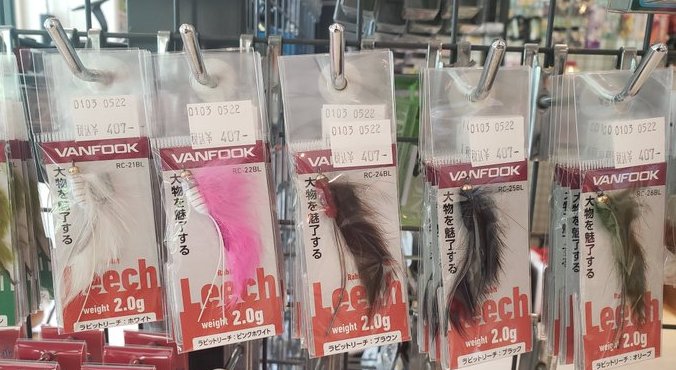 0103 0522
税込¥ 407-
VANFOOK
RC-21BL
大物を魅了する
Leech
weight 2.0g
ラビットリーチ：ホワイト
0103 0522
税込¥ 407-
VANFOOK
RC-22BL
大物を魅了する
Leech
weight 2.0g
ラビットリーチ：ピンクホワイト
0103 0522
0103 0522
税込¥ 407-
VANFOOK
RC-24BL
大物を魅了する
Leech
weight 2.0g
ラビットリーチ：ブラウン
0103 0522
税込¥ 407-
VANFOOK
RC-25BL
大物を魅了する
Leech
weight 2.0g
ラビットリーチ：ブラック
0103 0522
税込¥ 407-
VANFOOK
RC-26BL
大物を魅了する
Leech
weight 2.0g
ラビットリーチ：オリーブ